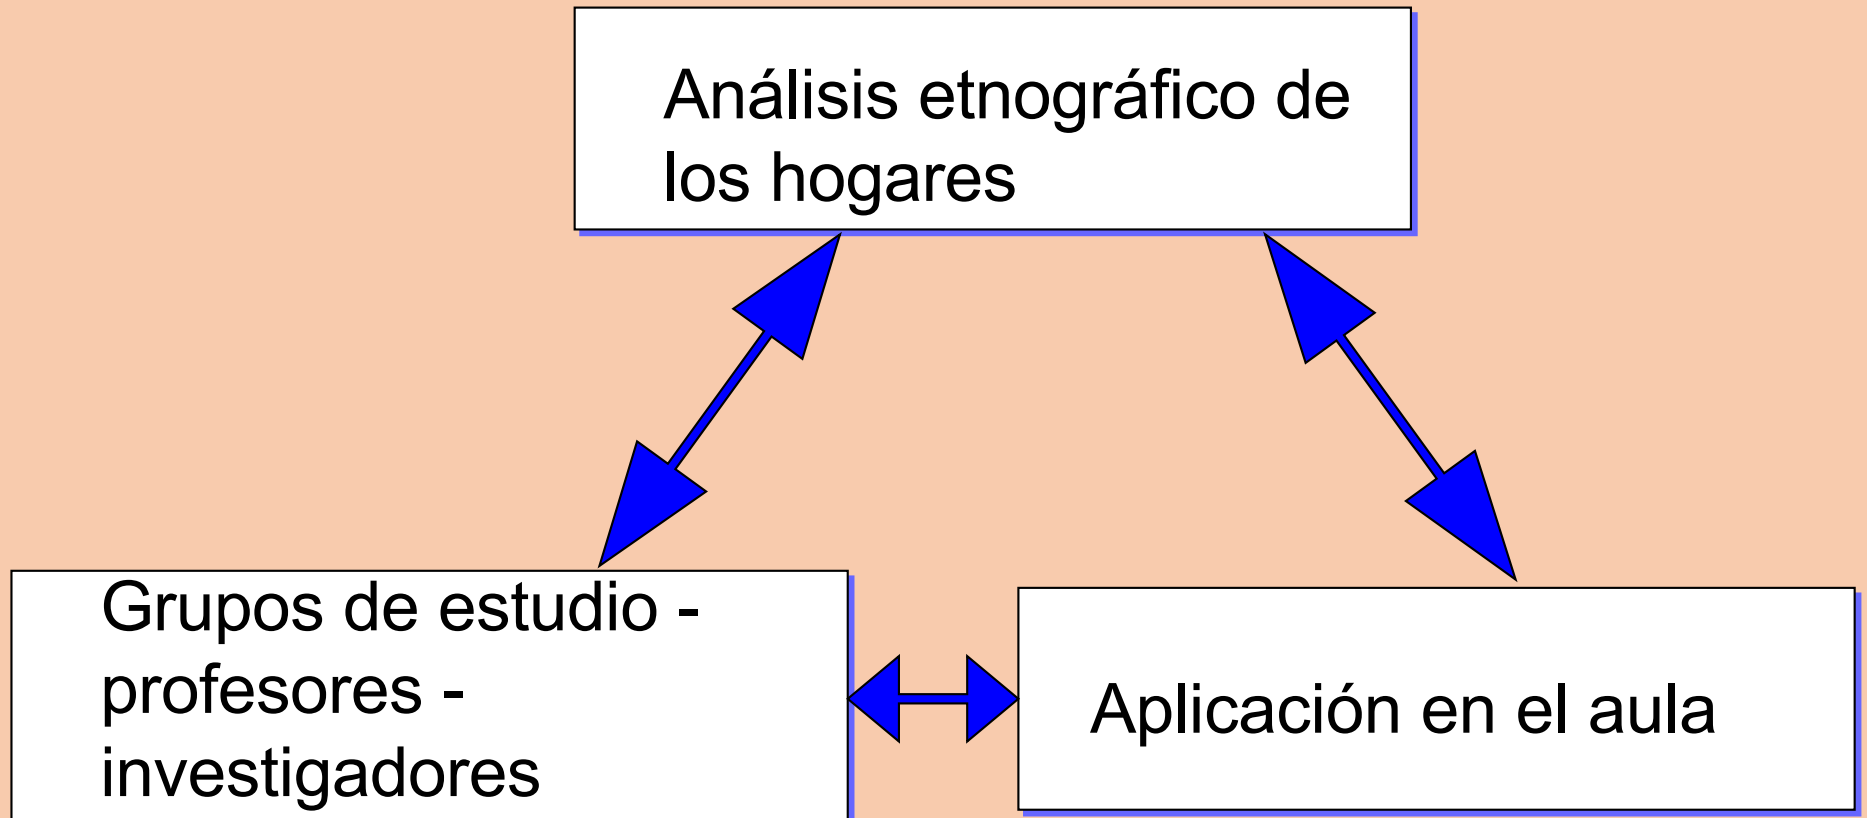 Análisis etnográfico de
los hogares
Grupos de estudio -
profesores -
investigadores
Aplicación en el aula